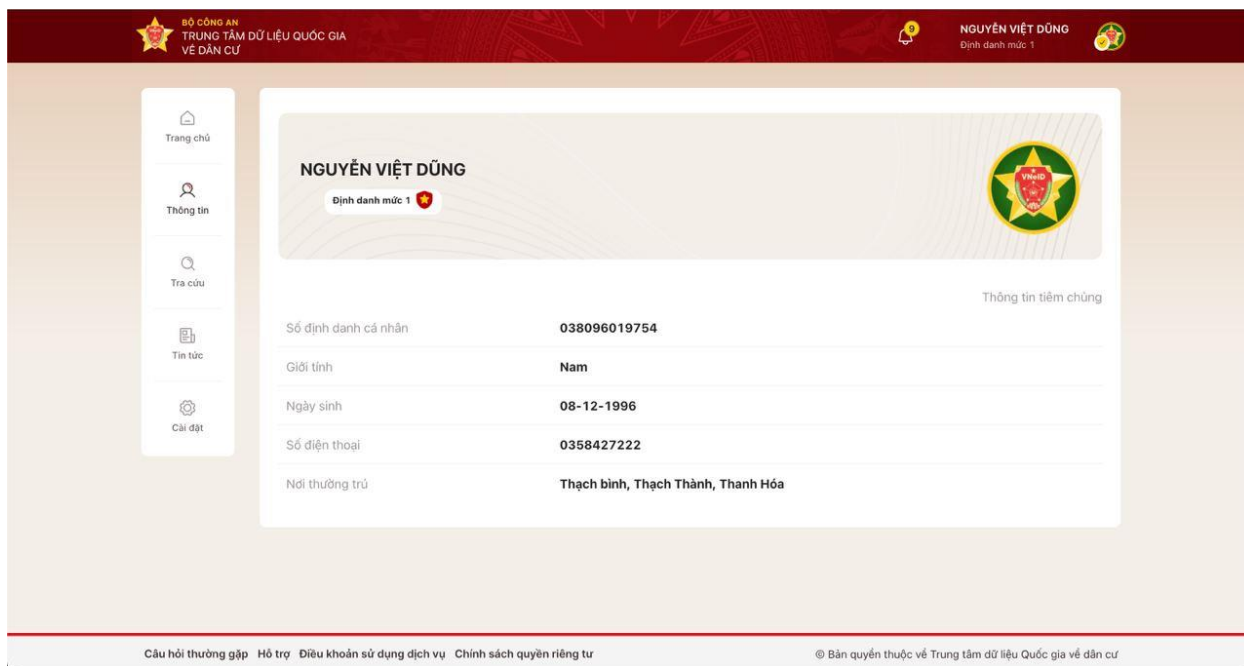 BỘ CÔNG AN
TRUNG TÂM DỮ LIỆU QUỐC GIA
VỀ DÂN CƯ
9
NGUYỄN VIỆT DŨNG
Định danh mức 1
Trang chủ
Thông tin
Tra cứu
Tin tức
Cài đặt
NGUYỄN VIỆT DŨNG
Định danh mức 1
VNeID
Thông tin tiêm chủng
Số định danh cá nhân 038096019754
Giới tính Nam
Ngày sinh 08-12-1996
Số điện thoại 0358427222
Nơi thường trú Thạch bình, Thạch Thành, Thanh Hóa
Câu hỏi thường gặp Hỗ trợ Điều khoản sử dụng dịch vụ Chính sách quyền riêng tư
© Bản quyền thuộc về Trung tâm dữ liệu Quốc gia về dân cư